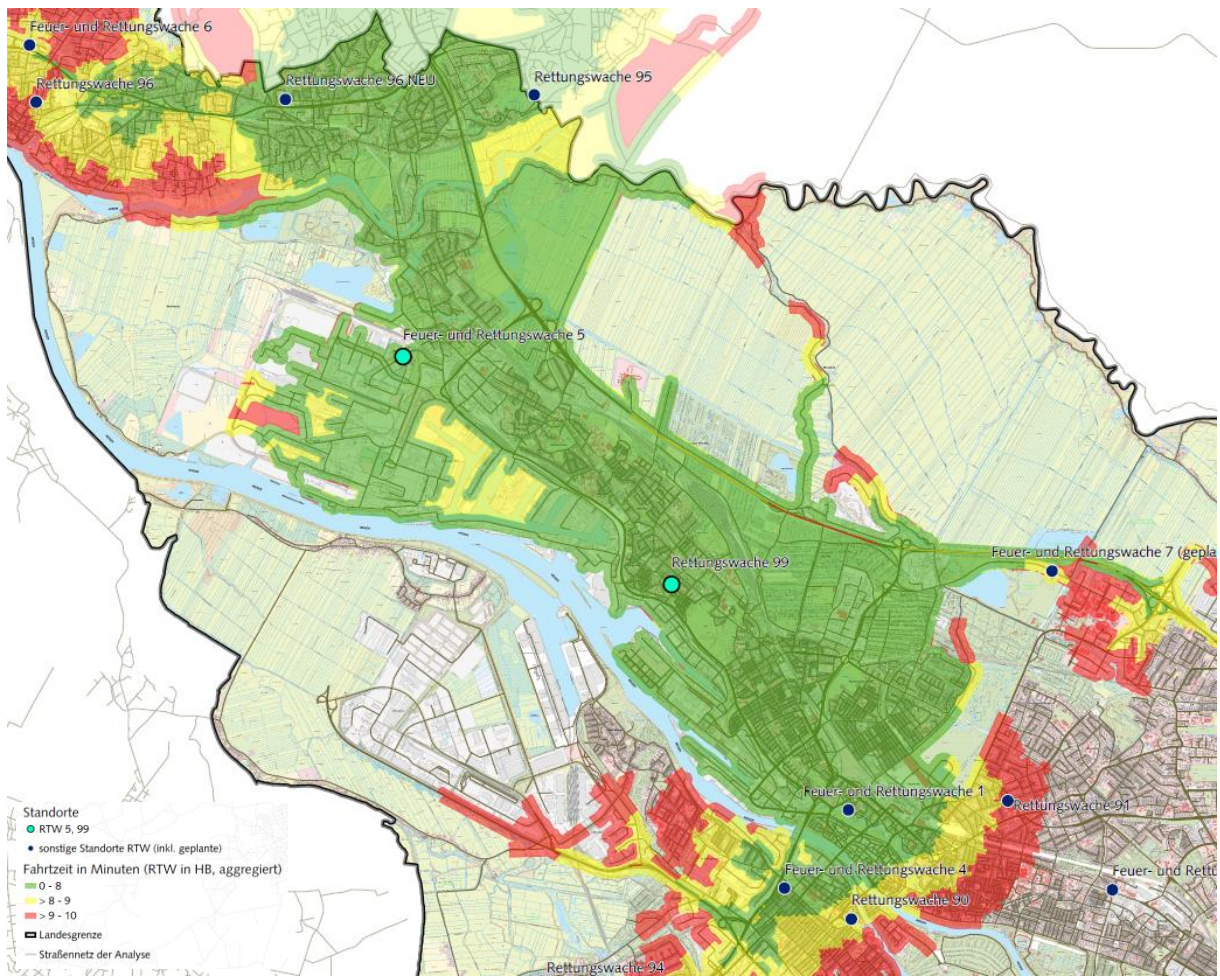 Feuer- und Rettungswache 6
Rettungswache 96
Rettungswache 96 NEU
Rettungswache 95
Feuer- und Rettungswache 5
Rettungswache 99
Feuer- und Rettungswache 7 (gepla
Feuer- und Rettungswache 1
Rettungswache 91
Feuer- und Rettungswache 4
Feuer- und Rettu
Rettungswache 90
Rettungswache 94
Standorte
RTW 5, 99
sonstige Standorte RTW (inkl. geplante)
Fahrtzeit in Minuten (RTW in HB, aggregiert)
0 - 8
> 8 - 9
> 9 - 10
Landesgrenze
Straßennetz der Analyse